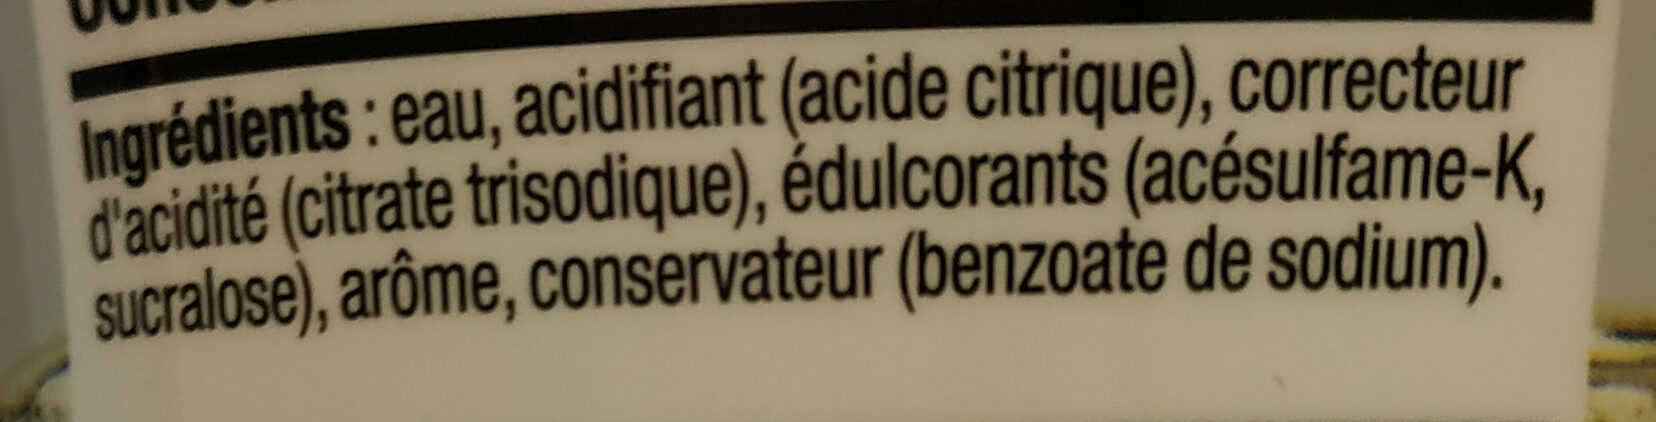 Ingrédients : eau, acidifiant (acide citrique), correcteur
d'acidité (citrate trisodique), édulcorants (acésulfame-K,
sucralose), arôme, conservateur (benzoate de sodium).